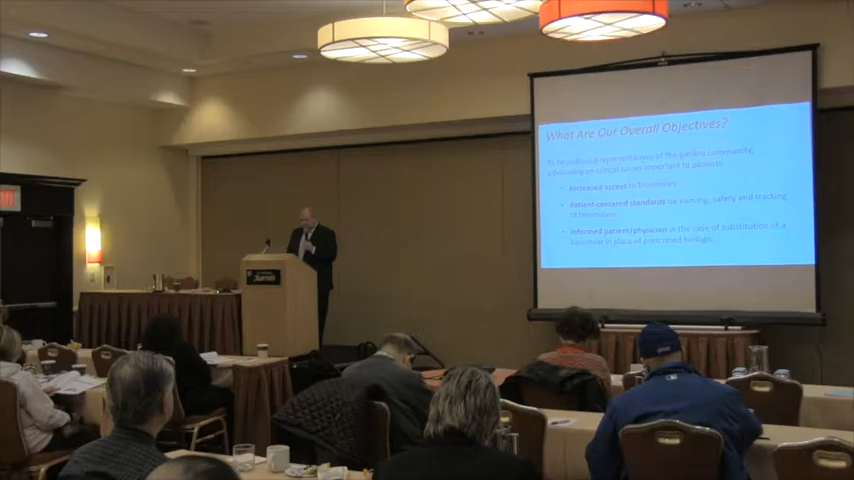 What Are Our Overall Objectives?
To be educated representatives of the patient community,
advocating on critical issues important to patients.
• Increased access to biosimilars
• Patient-centered standards for naming, safety and tracking
of biosimilars
• Informed patient/physician in the case of substitution of a
biosimilar in place of prescribed biologic
Marriott